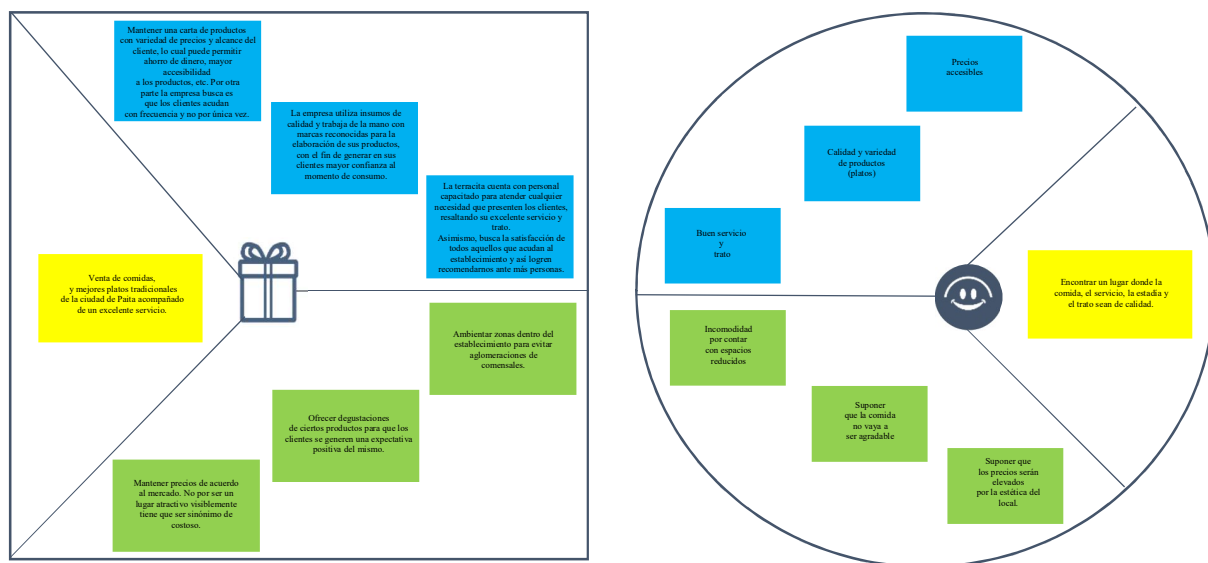 Mantener una carta de productos
con variedad de precios y alcance del
cliente, lo cual puede permitir
ahorro de dinero, mayor
accesibilidad
a los productos, etc. Por otra
parte la empresa busca es
que los clientes acudan
con frecuencia y no por única vez.
La empresa utiliza insumos de
calidad y trabaja de la mano con
marcas reconocidas para la
elaboración de sus productos,
con el fin de generar en sus
clientes mayor confianza al
momento de consumo.
La terracita cuenta con personal
capacitado para atender cualquier
necesidad que presenten los clientes,
resaltando su excelente servicio y
trato.
Asimismo, busca la satisfacción de
todos aquellos que acudan al
establecimiento y así logren
recomendarnos ante más personas.
Venta de comidas,
y mejores platos tradicionales
de la ciudad de Paita acompañado
de un excelente servicio.
Ambientar zonas dentro del
establecimiento para evitar
aglomeraciones de
comensales.
Ofrecer degustaciones
de ciertos productos para que los
clientes se generen una expectativa
positiva del mismo.
Mantener precios de acuerdo
al mercado. No por ser un
lugar atractivo visiblemente
tiene que ser sinónimo de
costoso.
Precios
accesibles
Calidad y variedad
de productos
(platos)
Buen servicio
y
trato
Encontrar un lugar donde la
comida, el servicio, la estadía y
el trato sean de calidad.
Incomodidad
por contar
con espacios
reducidos
Suponer
que la comida
no vaya a
ser agradable
Suponer que
los precios serán
elevados
por la estética del
local.